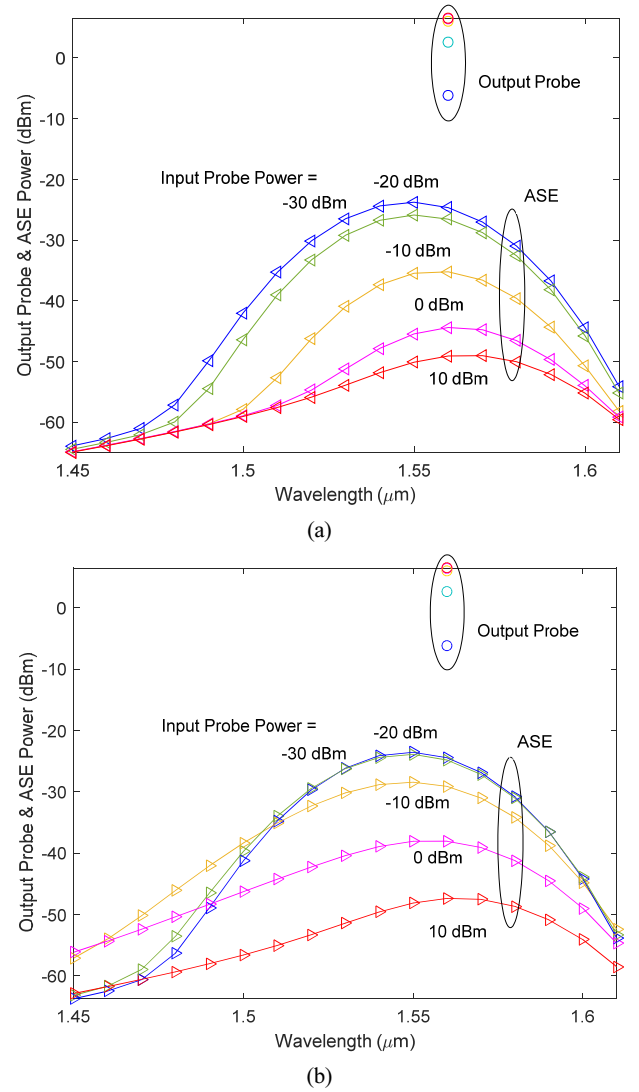 0
-10
-20
-30
-40
-50
-60
Output Probe & ASE Power (dBm)
Output Probe
Input Probe Power =
-20 dBm
-30 dBm
ASE
-10 dBm
0 dBm
10 dBm
1.45
1.5
1.55
1.6
Wavelength (μm)
(a)
0
-10
-20
-30
-40
-50
-60
Output Probe & ASE Power (dBm)
Output Probe
Input Probe Power =
-20 dBm
-30 dBm
ASE
-10 dBm
0 dBm
10 dBm
1.45
1.5
1.55
1.6
Wavelength (μm)
(b)